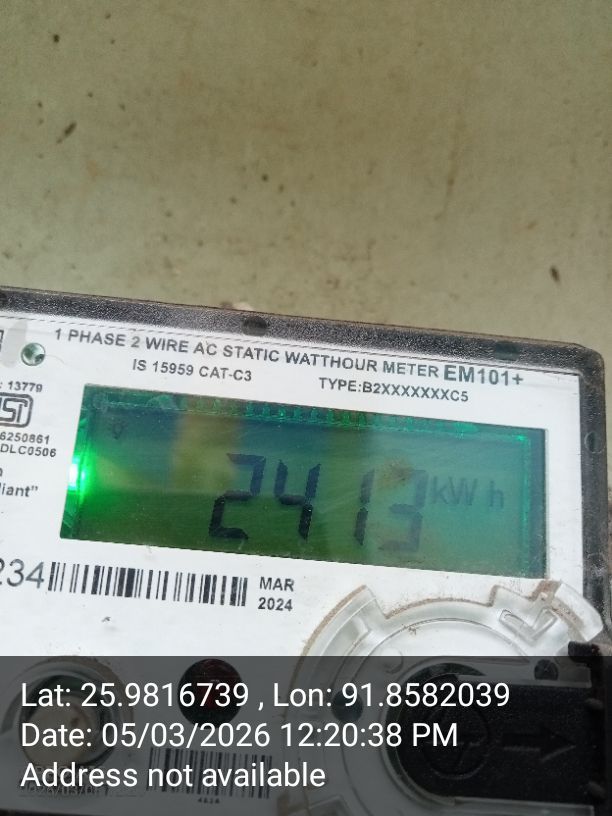 1 PHASE 2 WIRE AC STATIC WATTHOUR METER EM101+
IS 15959 CAT-C3
TYPE:B2XXXXXXXC5
: 13779
ISI
6250861
DLC0506
liant"
2413 kWh
234
MAR
2024
Lat: 25.9816739 , Lon: 91.8582039
Date: 05/03/2026 12:20:38 PM
Address not available